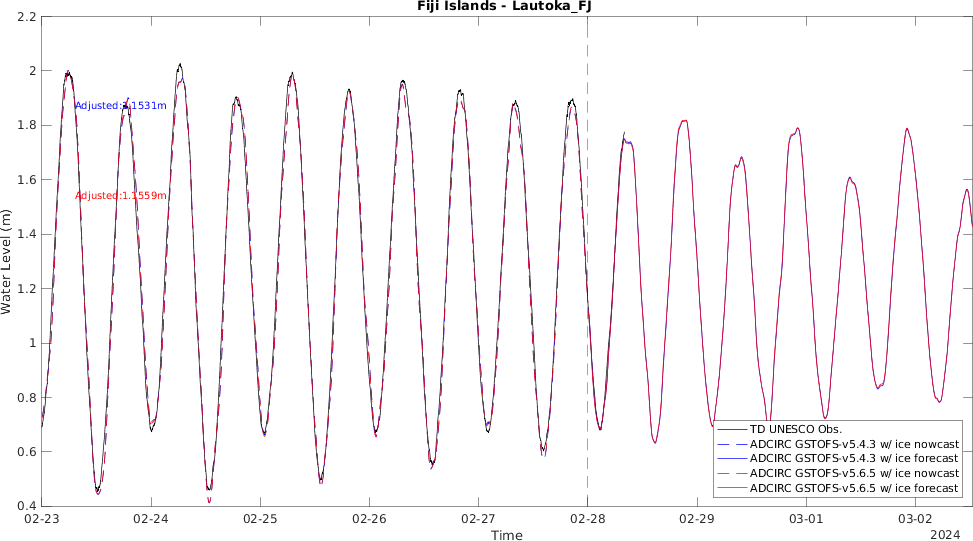 Fiji Islands - Lautoka_FJ
2.2
2
1.8
1.6
1.4
1.2
1
0.8
0.6
0.4
Water Level (m)
Adjusted:1.1531m
Adjusted:1.1559m
TD UNESCO Obs.
ADCIRC GSTOFS-v5.4.3 w/ ice nowcast
ADCIRC GSTOFS-v5.4.3 w/ ice forecast
ADCIRC GSTOFS-v5.6.5 w/ ice nowcast
ADCIRC GSTOFS-v5.6.5 w/ ice forecast
02-23 02-24 02-25 02-26 02-27 02-28 02-29 03-01 03-02
Time
2024